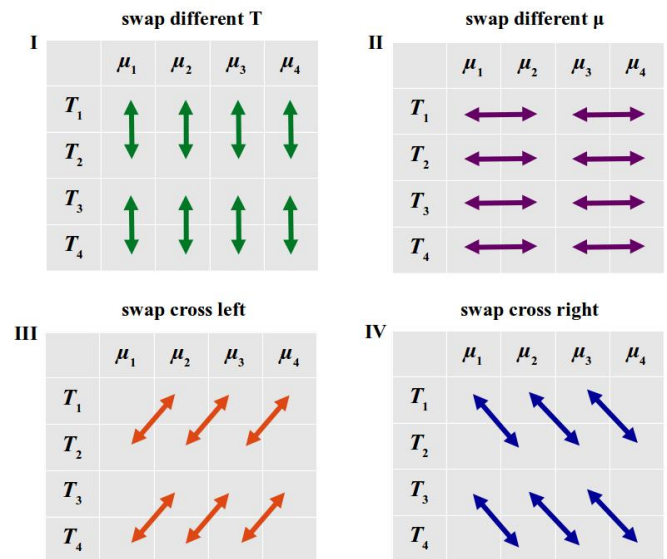 swap different T
I
μ1 μ2 μ3 μ4
T1
T2
T3
T4
swap different μ
II
μ1 μ2 μ3 μ4
T1
T2
T3
T4
swap cross left
III
μ1 μ2 μ3 μ4
T1
T2
T3
T4
swap cross right
IV
μ1 μ2 μ3 μ4
T1
T2
T3
T4